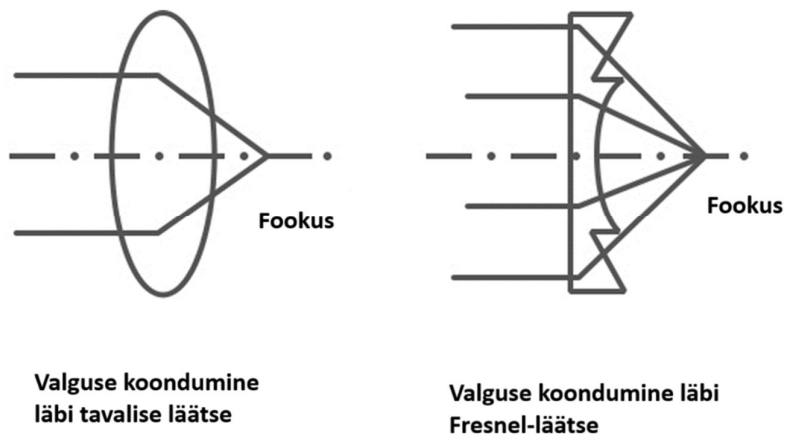 Fookus
Fookus
Valguse koondumine
läbi tavalise läätse
Valguse koondumine läbi
Fresnel-läätse